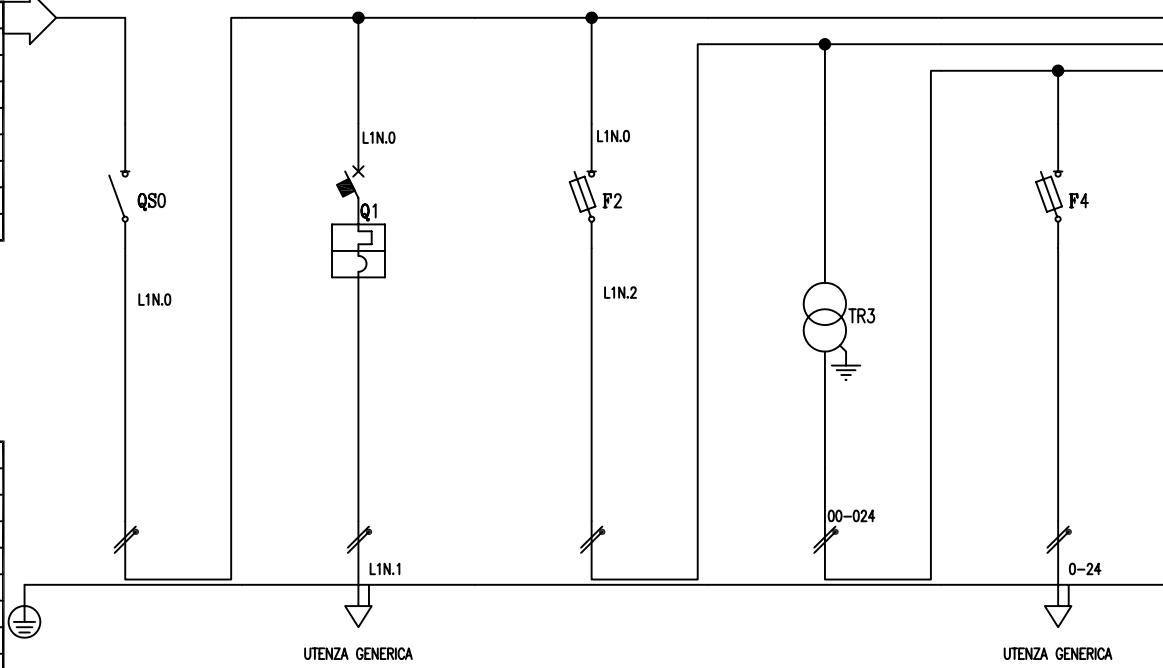 L1N.0
L1N.0
QS0
Q1
F2
F4
L1N.0
L1N.2
TR3
00-024
L1N.1
0-24
UTENZA GENERICA
UTENZA GENERICA